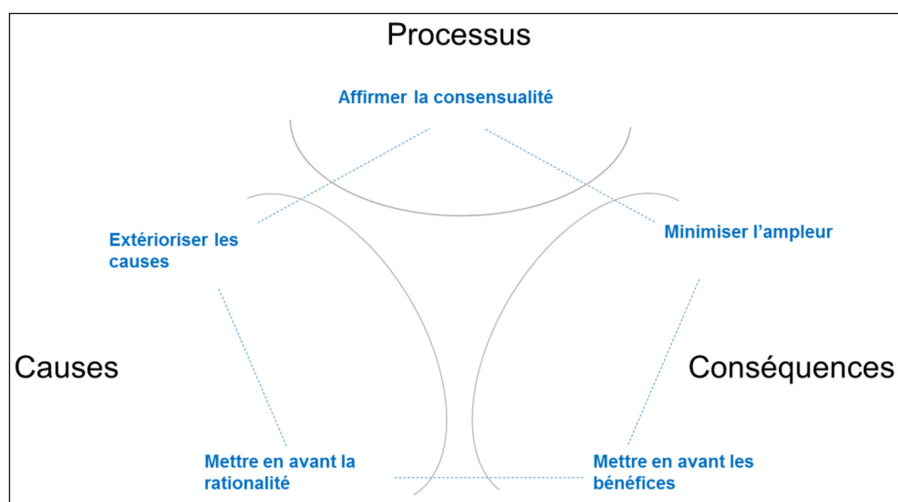 Processus
Affirmer la consensualité
Extérioriser les
causes
Minimiser l'ampleur
Causes
Conséquences
Mettre en avant la
rationalité
Mettre en avant les
bénéfices